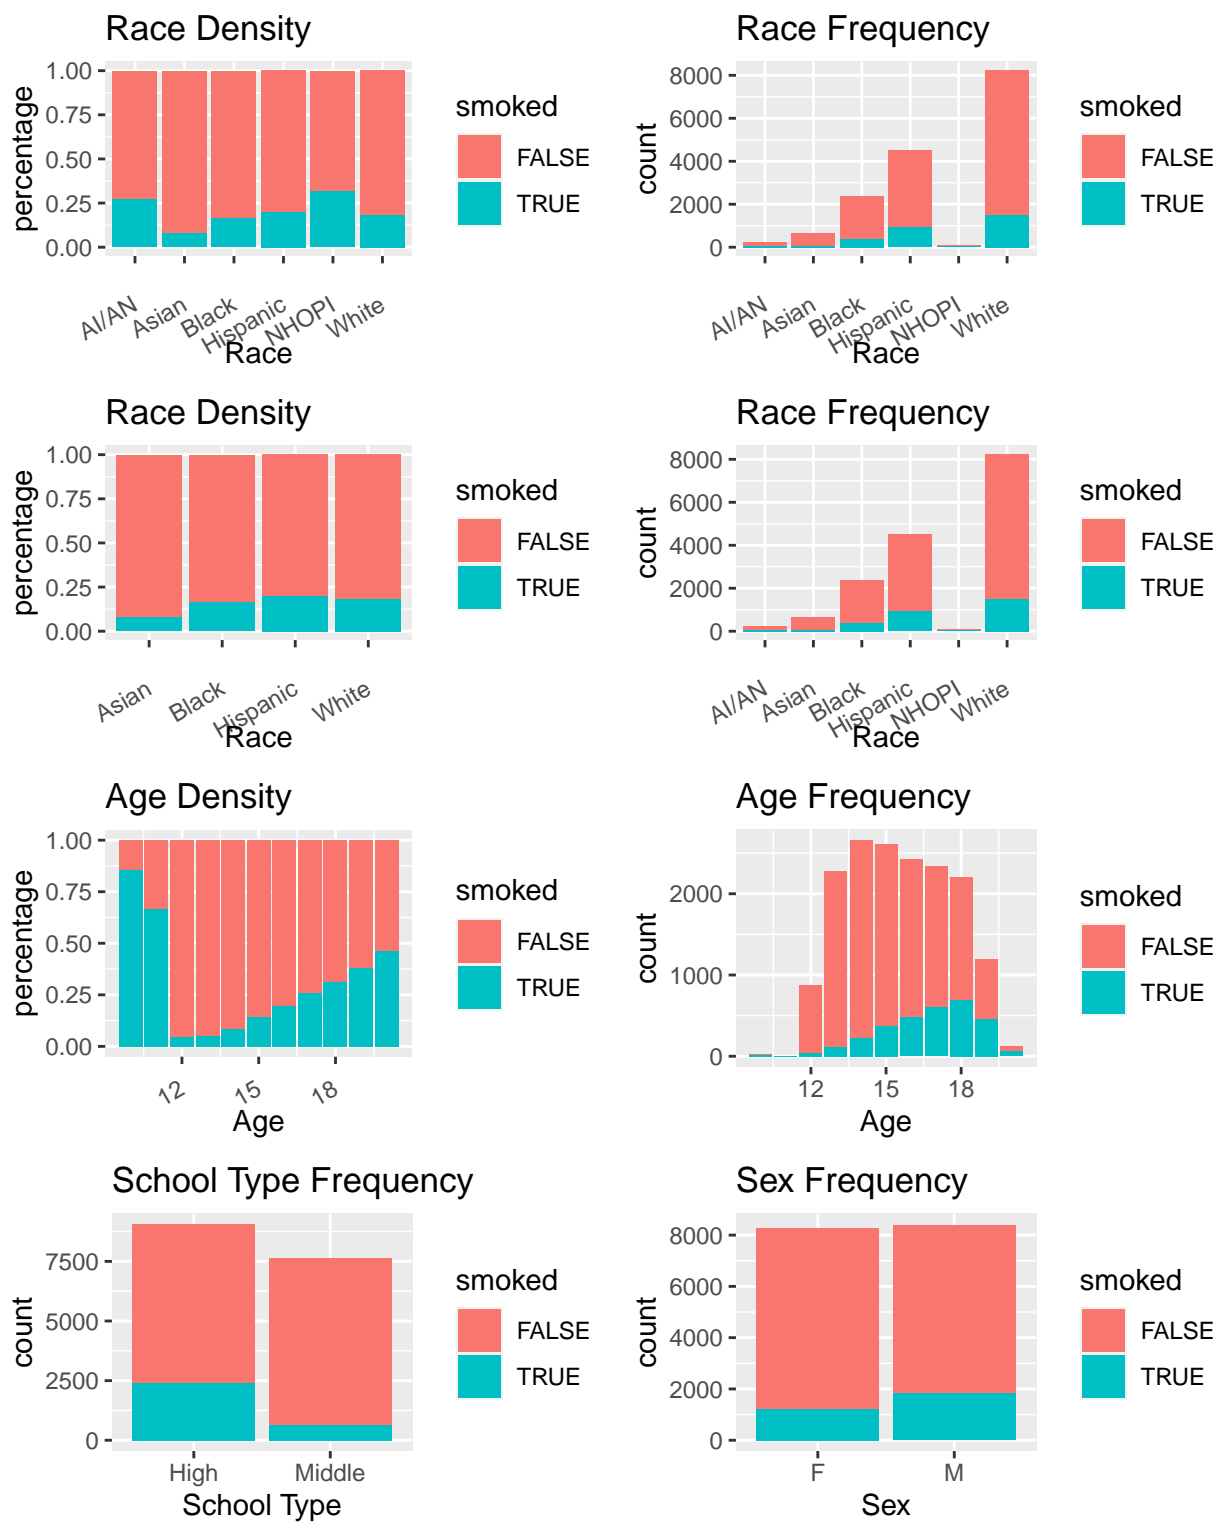 Race Density
Race Frequency
percentage
1.00
0.75
0.50
0.25
0.00
AI/AN
Asian
Black
Hispanic
NHOPI
White
Race
smoked
FALSE
TRUE
count
8000
6000
4000
2000
0
AI/AN
Asian
Black
Hispanic
NHOPI
White
Race
smoked
FALSE
TRUE
Race Density
Race Frequency
percentage
1.00
0.75
0.50
0.25
0.00
Asian
Black
Hispanic
White
Race
smoked
FALSE
TRUE
count
8000
6000
4000
2000
0
AI/AN
Asian
Black
Hispanic
NHOPI
White
Race
smoked
FALSE
TRUE
Age Density
Age Frequency
percentage
1.00
0.75
0.50
0.25
0.00
12
15
18
Age
smoked
FALSE
TRUE
count
2000
1000
0
12
15
18
Age
smoked
FALSE
TRUE
School Type Frequency
Sex Frequency
count
7500
5000
2500
0
High
Middle
School Type
smoked
FALSE
TRUE
count
8000
6000
4000
2000
0
F
M
Sex
smoked
FALSE
TRUE